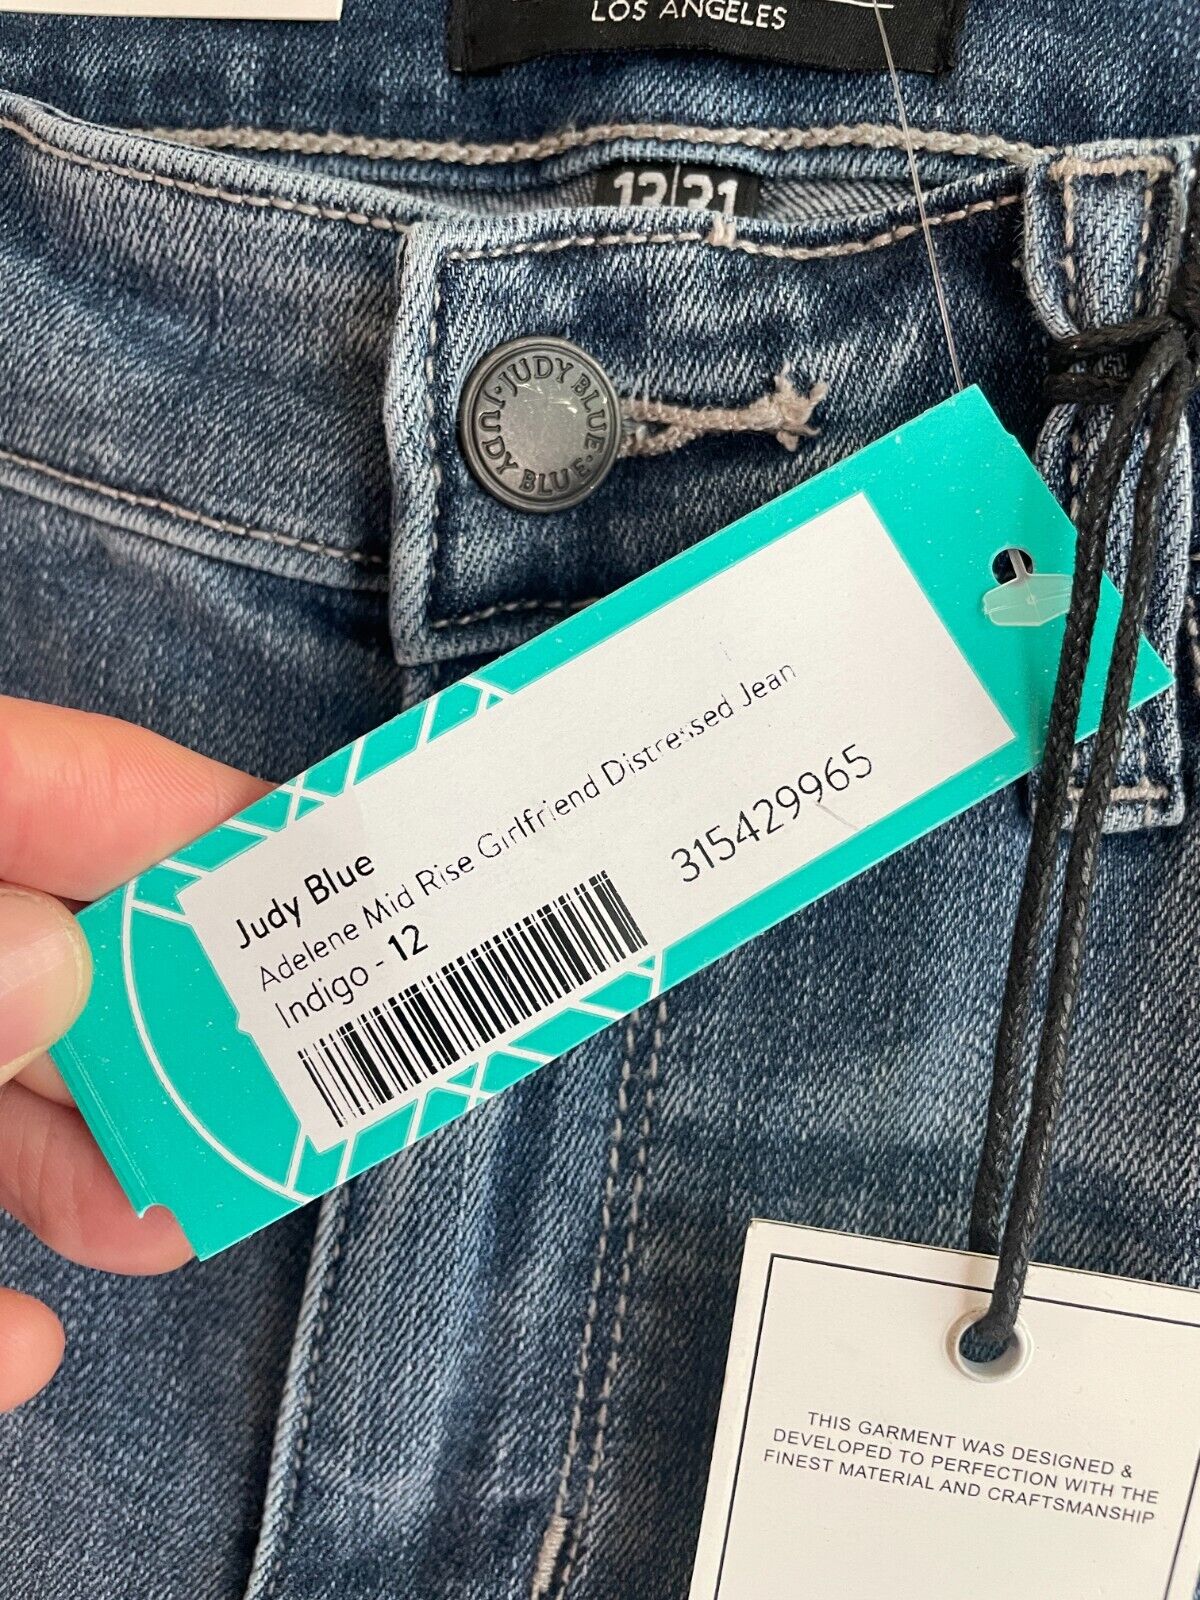 LOS ANGELES
13|31
JUDY BLUE · JUDY BLUE ·
Judy Blue
Adelene Mid Rise Girlfriend Distressed Jean
Indigo - 12
315429965
THIS GARMENT WAS DESIGNED &
DEVELOPED TO PERFECTION WITH THE
FINEST MATERIAL AND CRAFTSMANSHIP